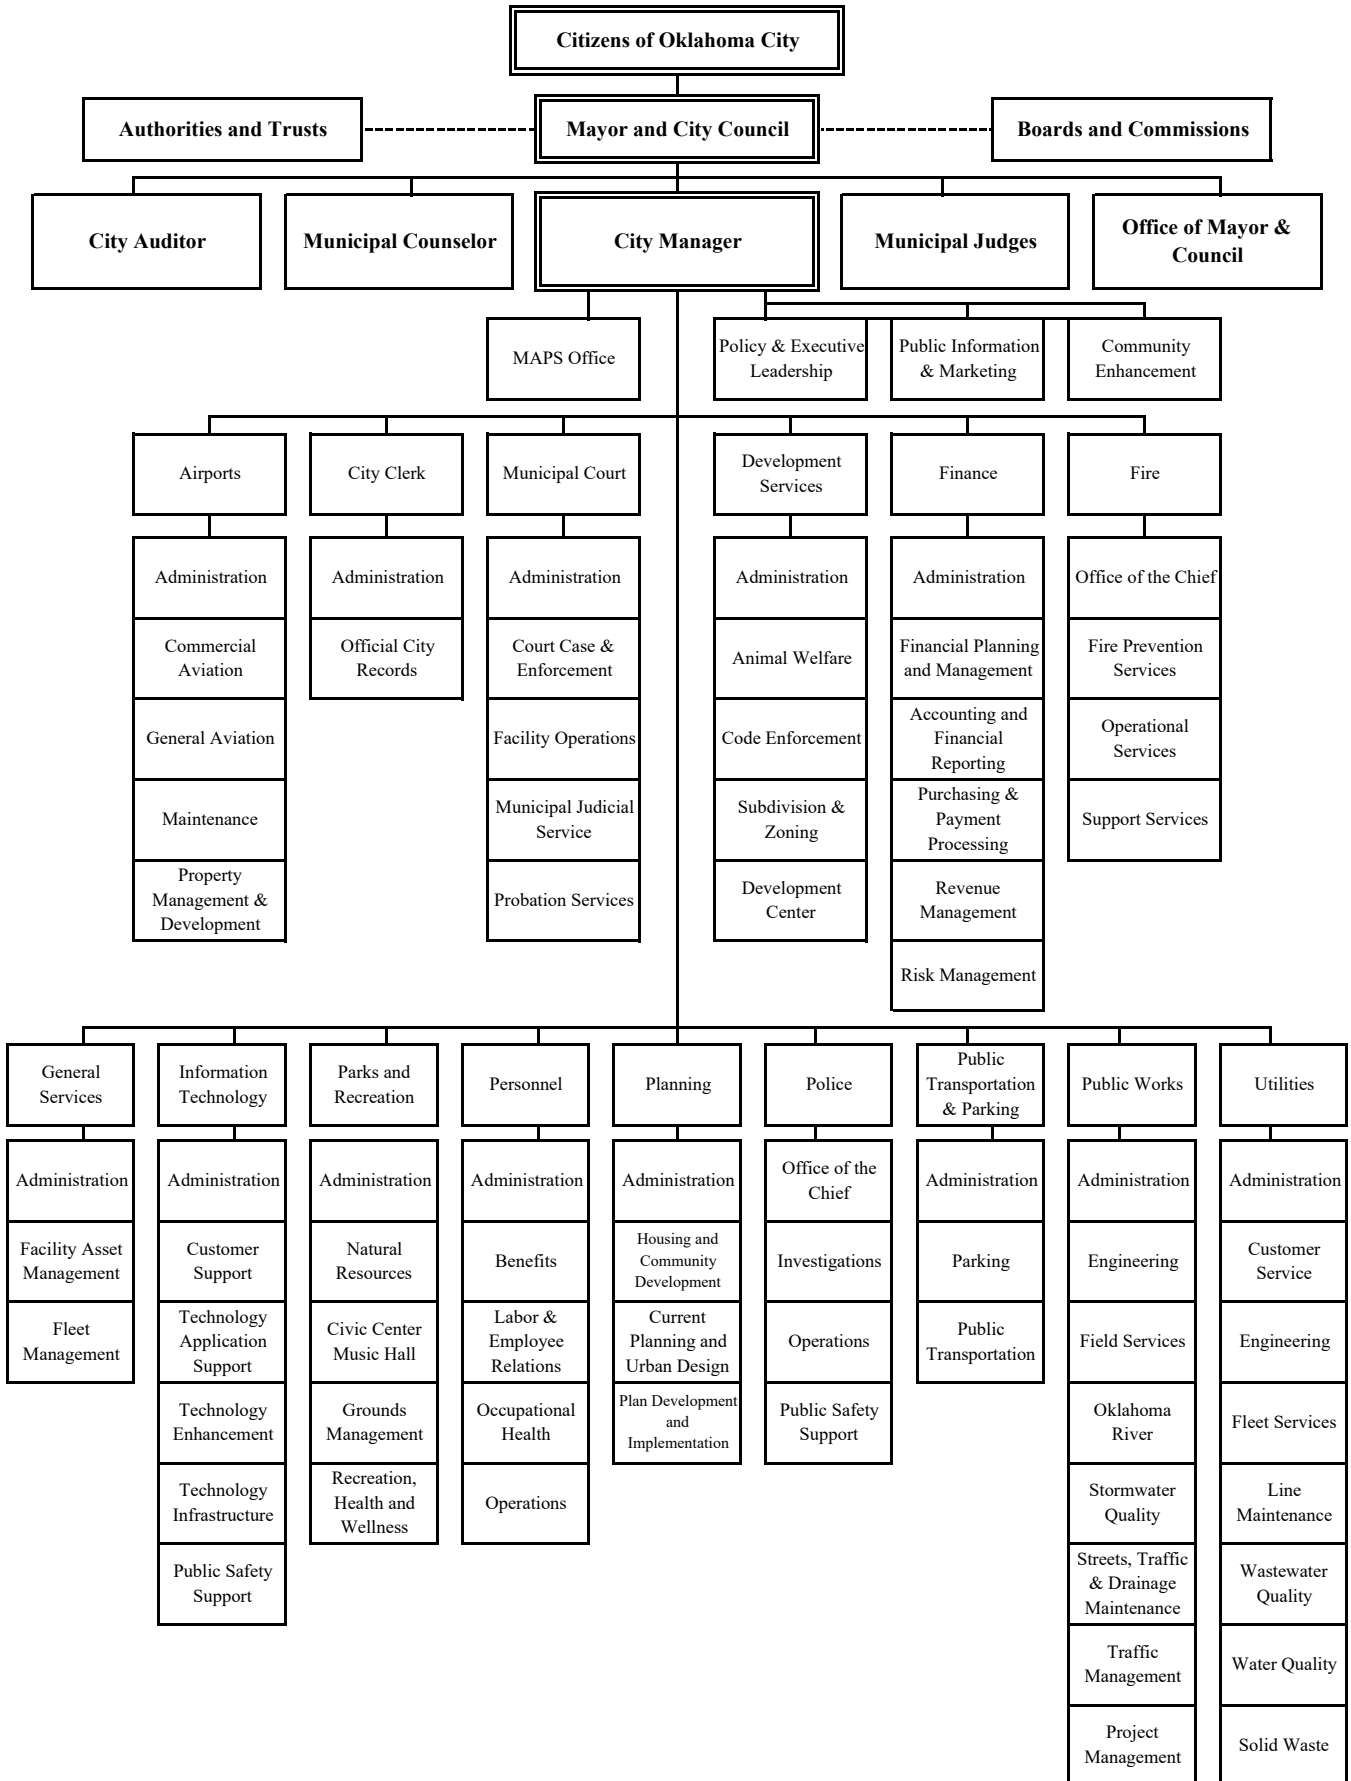 Citizens of Oklahoma City
Authorities and Trusts
Mayor and City Council
Boards and Commissions
City Auditor
Municipal Counselor
City Manager
Municipal Judges
Office of Mayor &
Council
MAPS Office
Policy & Executive
Leadership
Public Information
& Marketing
Community
Enhancement
Airports
City Clerk
Municipal Court
Development
Services
Finance
Fire
Administration
Commercial
Aviation
General Aviation
Maintenance
Property
Management &
Development
Administration
Official City
Records
Administration
Court Case &
Enforcement
Facility Operations
Municipal Judicial
Service
Probation Services
Administration
Animal Welfare
Code Enforcement
Subdivision &
Zoning
Development
Center
Administration
Financial Planning
and Management
Accounting and
Financial
Reporting
Purchasing &
Payment
Processing
Revenue
Management
Risk Management
Office of the Chief
Fire Prevention
Services
Operational
Services
Support Services
General
Services
Information
Technology
Parks and
Recreation
Personnel
Planning
Police
Public
Transportation
& Parking
Public Works
Utilities
Administration
Facility Asset
Management
Fleet
Management
Administration
Customer
Support
Technology
Application
Support
Technology
Enhancement
Technology
Infrastructure
Public Safety
Support
Administration
Natural
Resources
Civic Center
Music Hall
Grounds
Management
Recreation,
Health and
Wellness
Administration
Benefits
Labor &
Employee
Relations
Occupational
Health
Operations
Administration
Housing and
Community
Development
Current
Planning and
Urban Design
Plan Development
and
Implementation
Office of the
Chief
Investigations
Operations
Public Safety
Support
Administration
Parking
Public
Transportation
Administration
Engineering
Field Services
Oklahoma
River
Stormwater
Quality
Streets, Traffic
& Drainage
Maintenance
Traffic
Management
Project
Management
Administration
Customer
Service
Engineering
Fleet Services
Line
Maintenance
Wastewater
Quality
Water Quality
Solid Waste